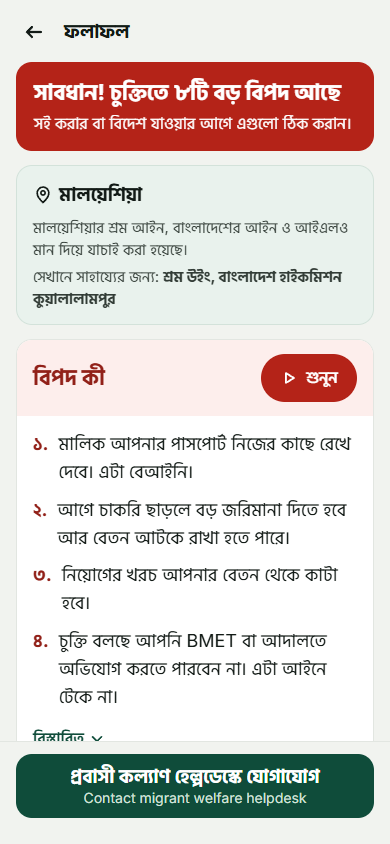 ফলাফল
সাবধান! চুক্তিতে ৮টি বড় বিপদ আছে
সই করার বা বিদেশ যাওয়ার আগে এগুলো ঠিক করান।
মালয়েশিয়া
মালয়েশিয়ার শ্রম আইন, বাংলাদেশের আইন ও আইএলও
মান দিয়ে যাচাই করা হয়েছে।
সেখানে সাহায্যের জন্য: শ্রম উইং, বাংলাদেশ হাইকমিশন
কুয়ালালামপুর
বিপদ কী
শুনুন
১. মালিক আপনার পাসপোর্ট নিজের কাছে রেখে
দেবে। এটা বেআইনি।
২. আগে চাকরি ছাড়লে বড় জরিমানা দিতে হবে
আর বেতন আটকে রাখা হতে পারে।
৩. নিয়োগের খরচ আপনার বেতন থেকে কাটা
হবে।
৪. চুক্তি বলছে আপনি BMET বা আদালতে
অভিযোগ করতে পারবেন না। এটা আইনে
টেকে না।
বিস্তারিত
প্রবাসী কল্যাণ হেল্পডেস্কে যোগাযোগ
Contact migrant welfare helpdesk